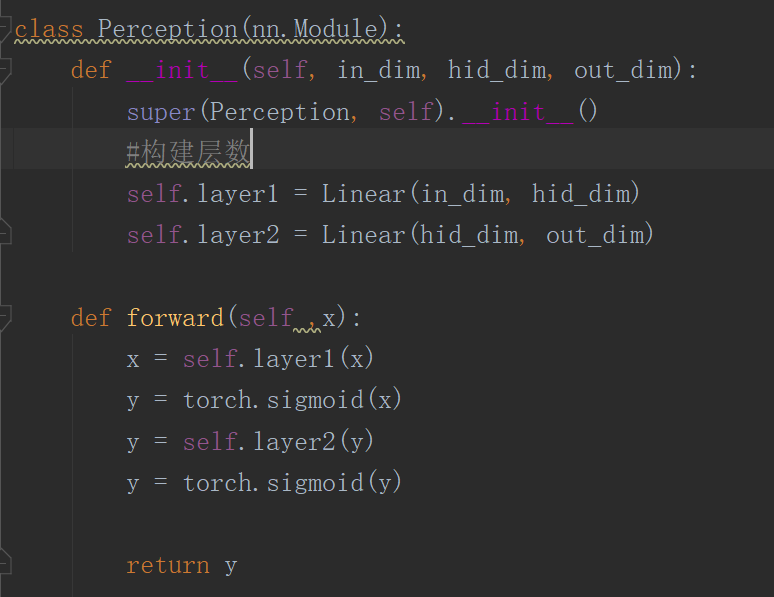 class Perception(nn.Module):
def __init__(self, in_dim, hid_dim, out_dim):
super(Perception, self).__init__()
#构建层数
self.layer1 = Linear(in_dim, hid_dim)
self.layer2 = Linear(hid_dim, out_dim)
def forward(self ,x):
x = self.layer1(x)
y = torch.sigmoid(x)
y = self.layer2(y)
y = torch.sigmoid(y)
return y